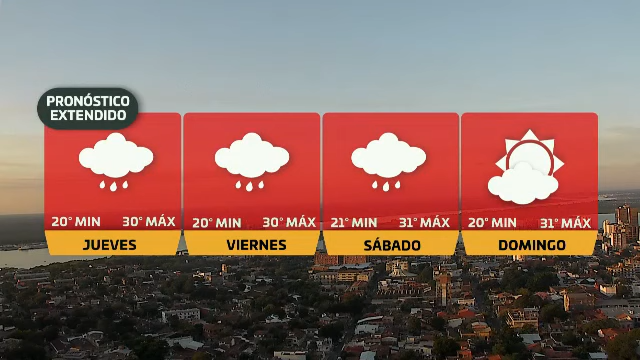 PRONÓSTICO
EXTENDIDO
20° MIN 30° MÁX
JUEVES
20° MIN 30° MÁX
VIERNES
21° MIN 31° MÁX
SÁBADO
20° MIN 31° MÁX
DOMINGO